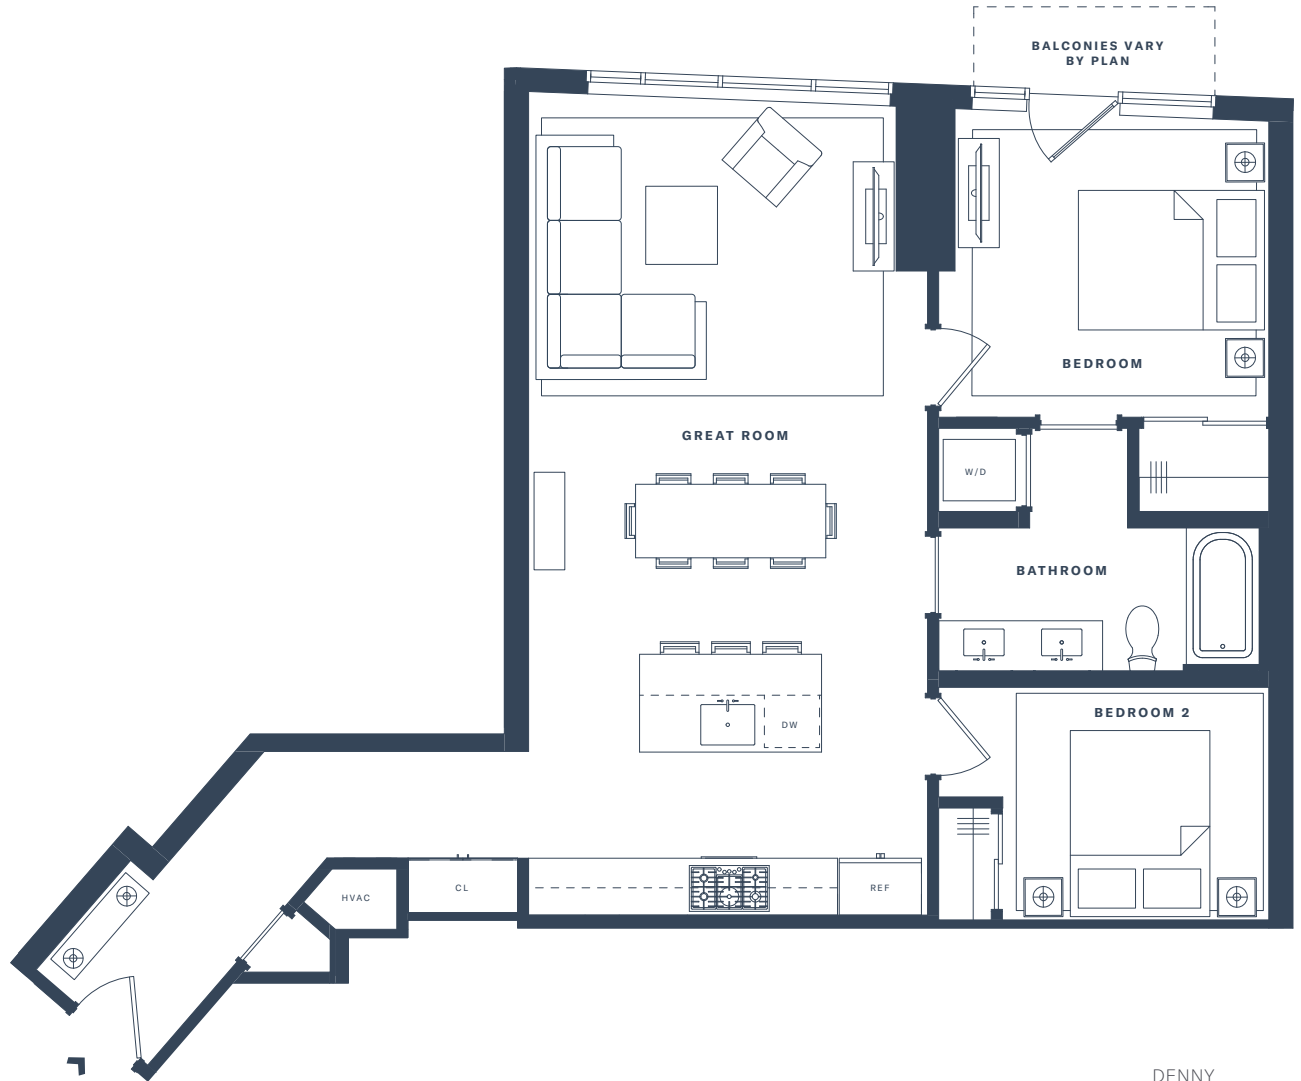 BALCONIES VARY
BY PLAN
BEDROOM
GREAT ROOM
W/D
BATHROOM
BEDROOM 2
DW
HVAC
CL
REF
DENNY